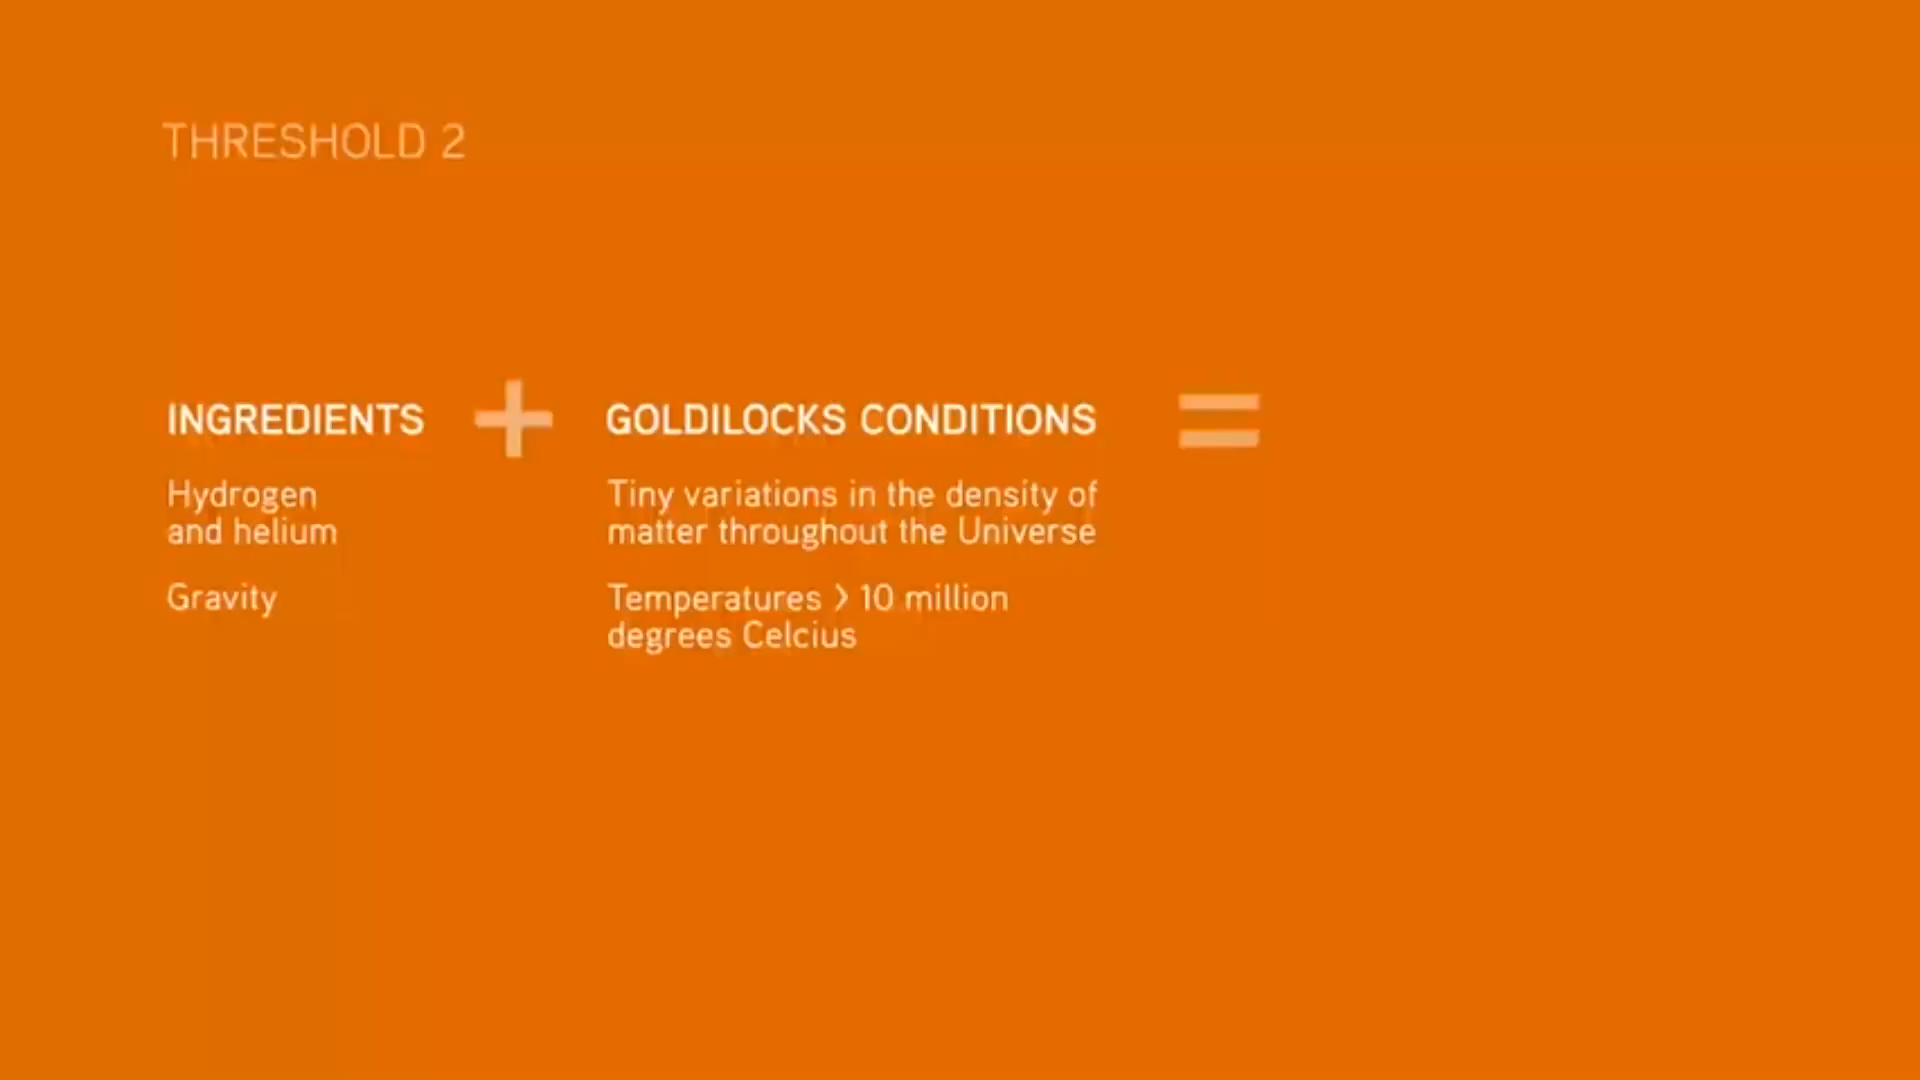 THRESHOLD 2
INGREDIENTS + GOLDILOCKS CONDITIONS =
Hydrogen
and helium
Gravity
Tiny variations in the density of
matter throughout the Universe
Temperatures > 10 million
degrees Celcius